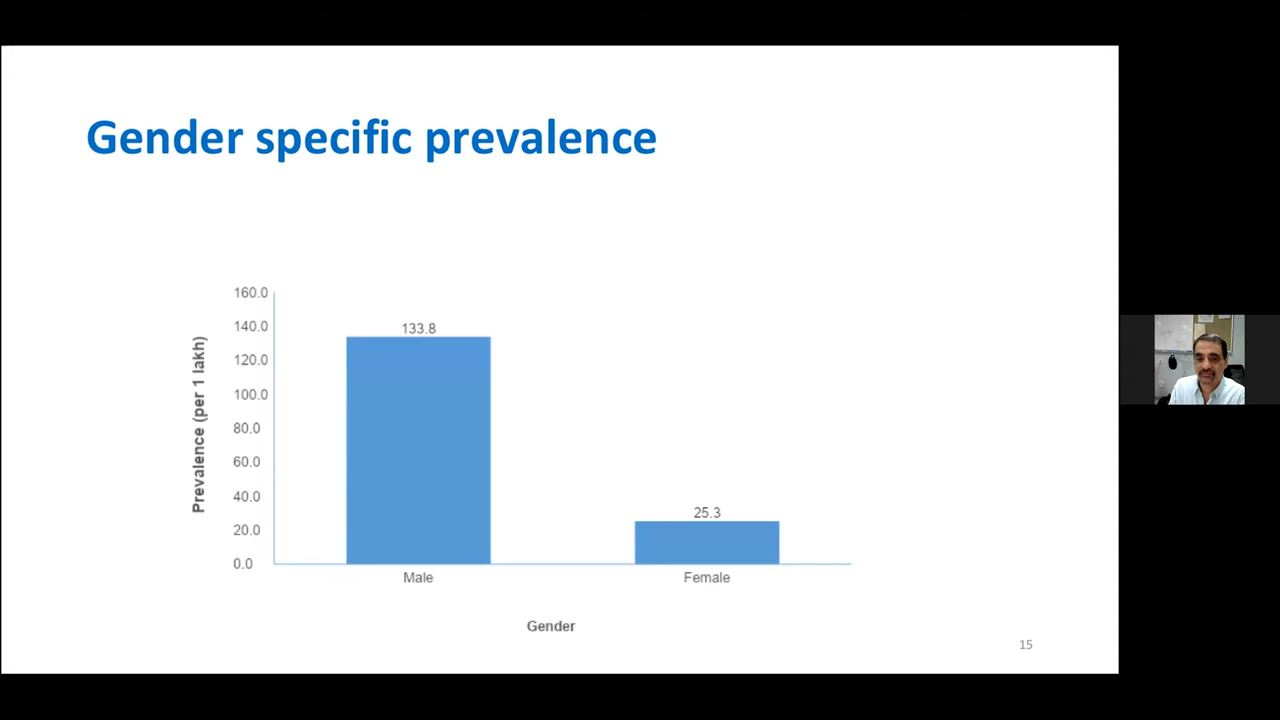 Gender specific prevalence
Prevalence (per 1 lakh)
160.0
140.0
120.0
100.0
80.0
60.0
40.0
20.0
0.0
133.8
25.3
Male
Female
Gender
15